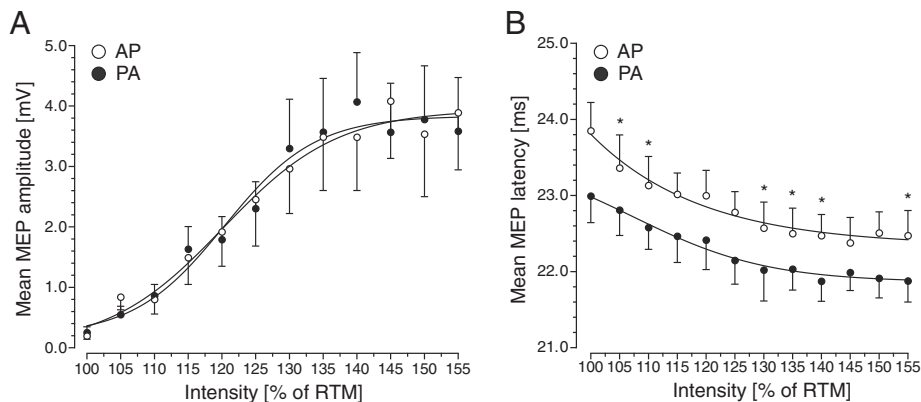 A
AP
PA
Mean MEP amplitude [mV]
5.0
4.0
3.0
2.0
1.0
0.0
100 105 110 115 120 125 130 135 140 145 150 155
Intensity [% of RTM]
B
AP
PA
Mean MEP latency [ms]
25.0
24.0
23.0
22.0
21.0
* * * * * *
100 105 110 115 120 125 130 135 140 145 150 155
Intensity [% of RTM]